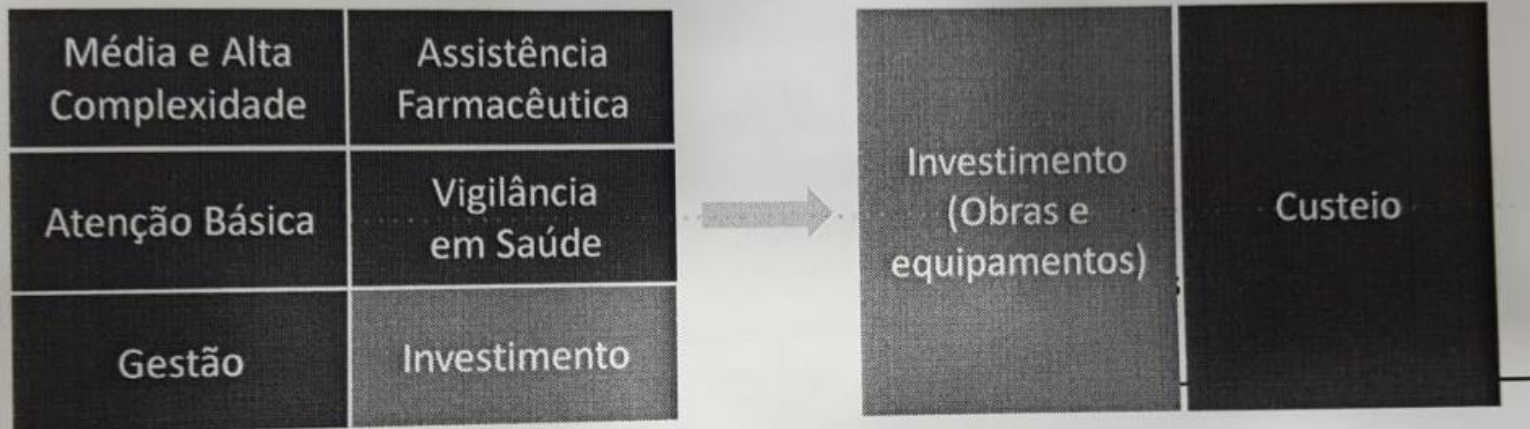 Média e Alta
Complexidade
Assistência
Farmacêutica
Atenção Básica
Vigilância
em Saúde
Gestão
Investimento
Investimento
(Obras e
equipamentos)
Custeio